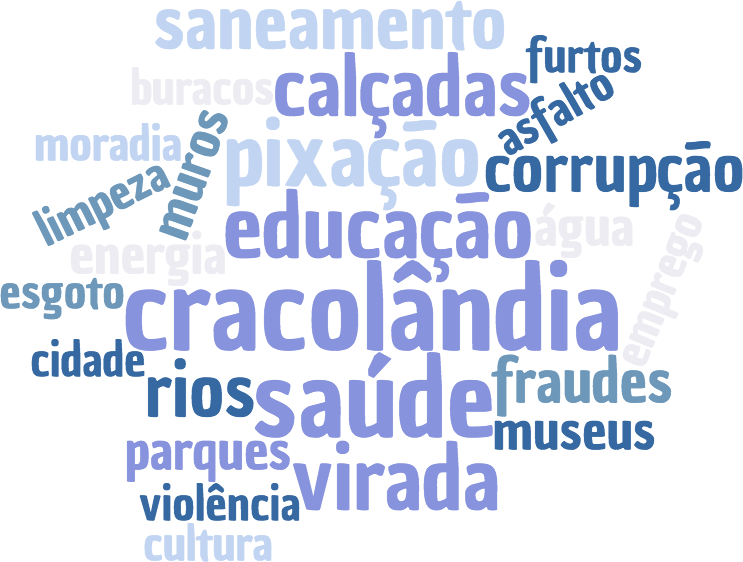 saneamento
furtos
buracos
calçadas
asfalto
moradia
muros
pixação
corrupção
limpeza
educação
água
energia
emprego
esgoto
cracolândia
cidade
rios
saúde
fraudes
museus
parques
virada
violência
cultura